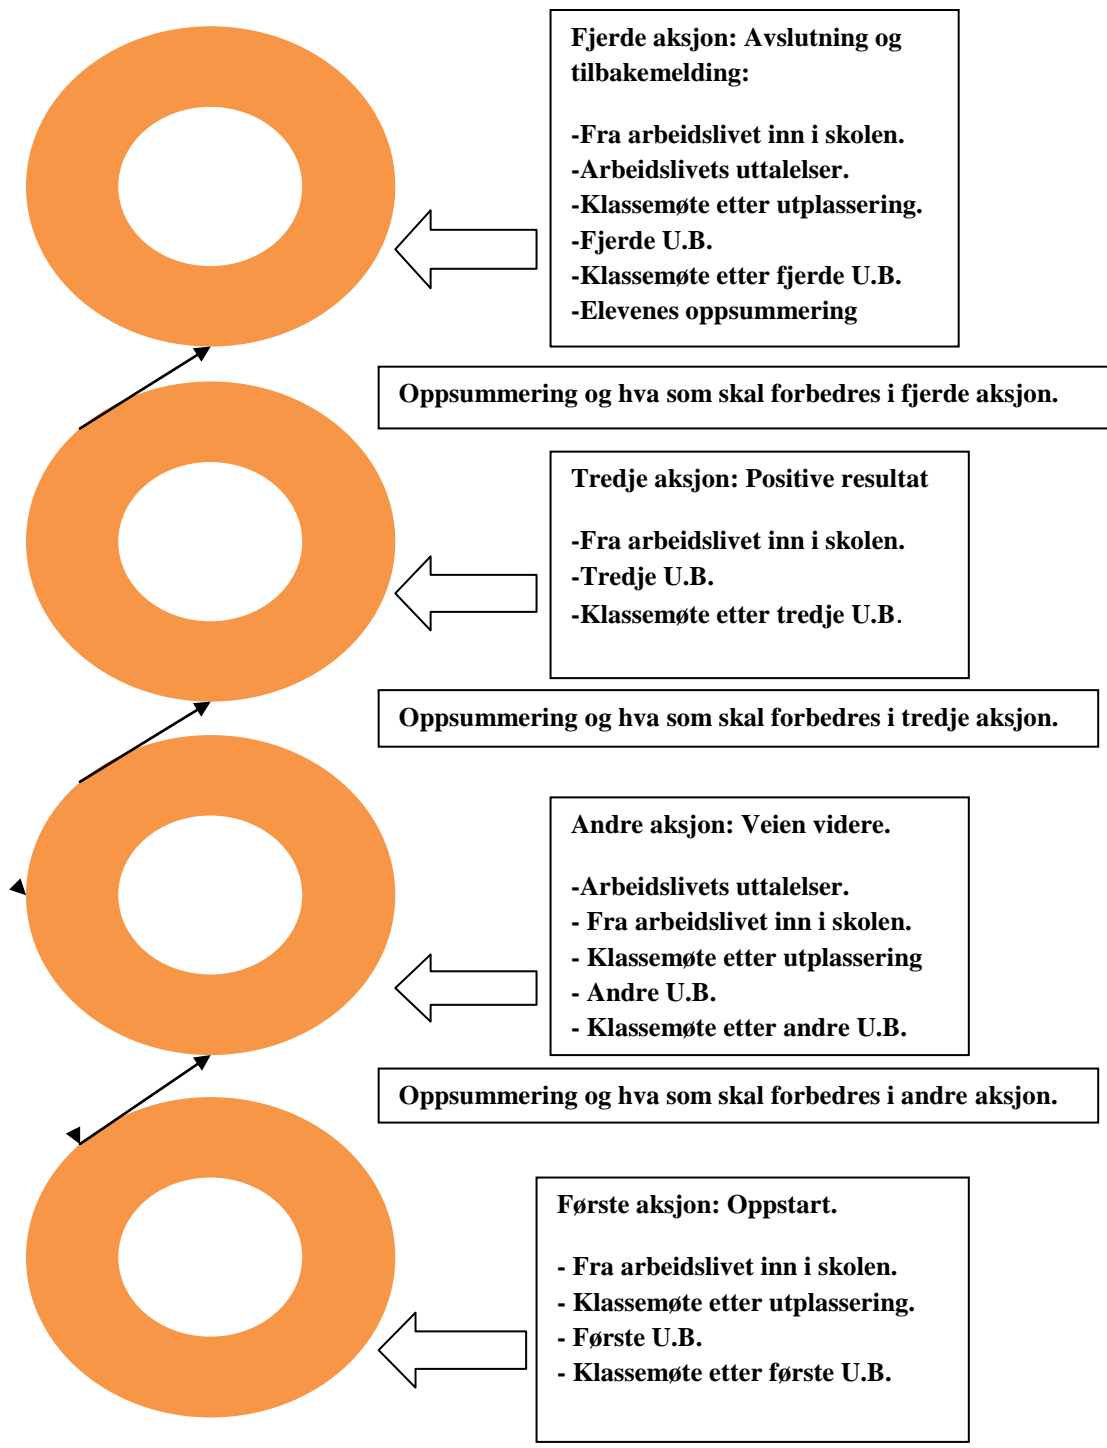 Fjerde aksjon: Avslutning og
tilbakemelding:
-Fra arbeidslivet inn i skolen.
-Arbeidslivets uttalelser.
-Klassemøte etter utplassering.
-Fjerde U.B.
-Klassemøte etter fjerde U.B.
-Elevenes oppsummering
Oppsummering og hva som skal forbedres i fjerde aksjon.
Tredje aksjon: Positive resultat
-Fra arbeidslivet inn i skolen.
-Tredje U.B.
-Klassemøte etter tredje U.B.
Oppsummering og hva som skal forbedres i tredje aksjon.
Andre aksjon: Veien videre.
-Arbeidslivets uttalelser.
- Fra arbeidslivet inn i skolen.
- Klassemøte etter utplassering
- Andre U.B.
- Klassemøte etter andre U.B.
Oppsummering og hva som skal forbedres i andre aksjon.
Første aksjon: Oppstart.
- Fra arbeidslivet inn i skolen.
- Klassemøte etter utplassering.
- Første U.B.
- Klassemøte etter første U.B.